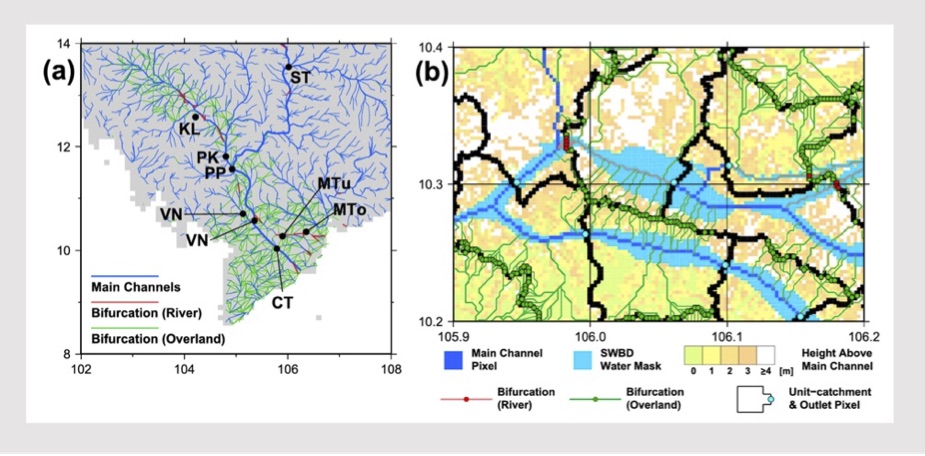 (a)
14
12
10
8
102
104
106
108
ST
KL
PK
PP
MTu
MTo
VN
VN
CT
Main Channels
Bifurcation (River)
Bifurcation (Overland)
(b)
10.4
10.3
10.2
105.9
106.0
106.1
106.2
Main Channel
Pixel
SWBD
Water Mask
0 1 2 3 ≥4 [m]
Height Above
Main Channel
Bifurcation
(River)
Bifurcation
(Overland)
Unit−catchment
& Outlet Pixel